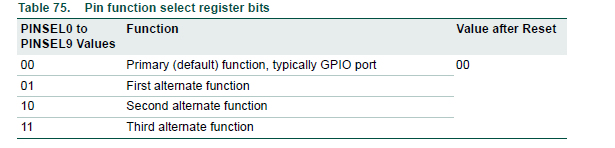 Table 75. Pin function select register bits
PINSEL0 to PINSEL9 Values Function Value after Reset
00 Primary (default) function, typically GPIO port 00
01 First alternate function
10 Second alternate function
11 Third alternate function